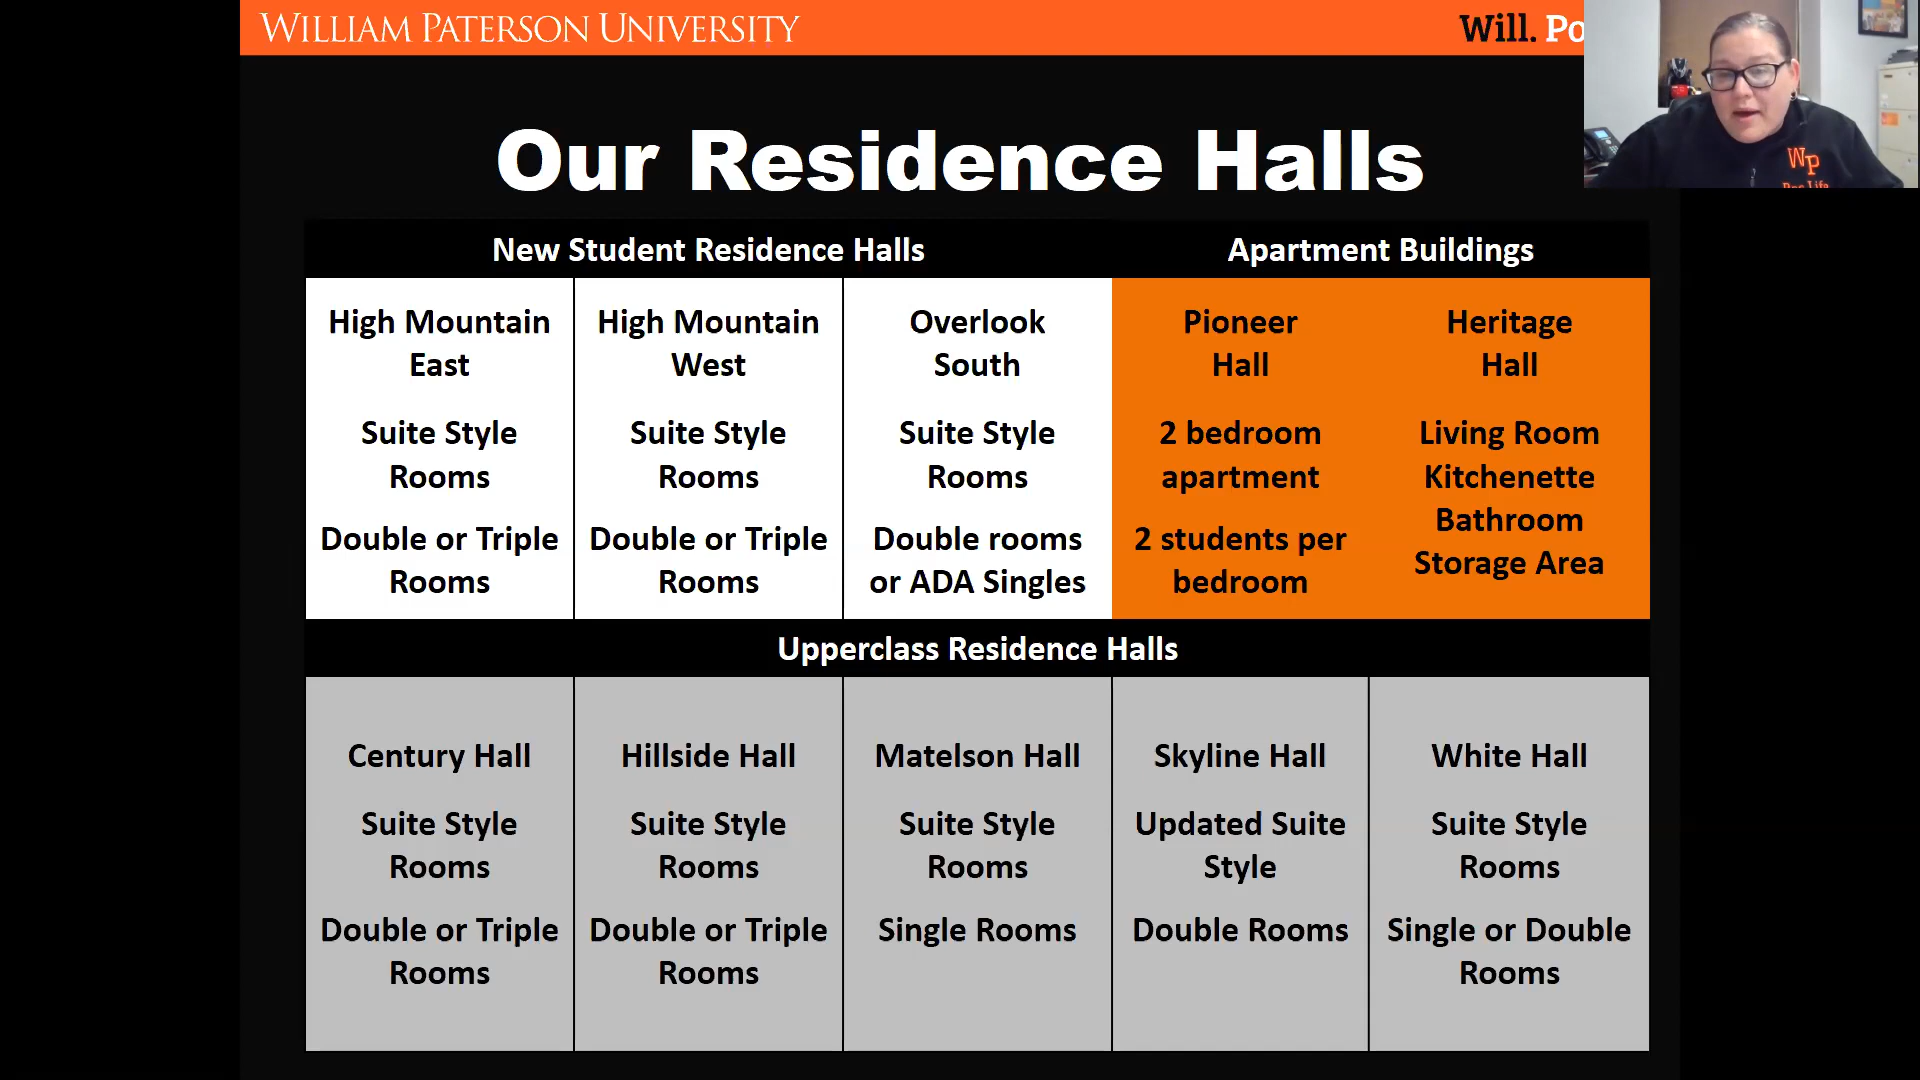 WILLIAM PATERSON UNIVERSITY
Will. Po
WP
Our Residence Halls
New Student Residence Halls
Apartment Buildings
High Mountain
East
Suite Style
Rooms
Double or Triple
Rooms
High Mountain
West
Suite Style
Rooms
Double or Triple
Rooms
Overlook
South
Suite Style
Rooms
Double rooms
or ADA Singles
Pioneer
Hall
2 bedroom
apartment
2 students per
bedroom
Heritage
Hall
Living Room
Kitchenette
Bathroom
Storage Area
Upperclass Residence Halls
Century Hall
Suite Style
Rooms
Double or Triple
Rooms
Hillside Hall
Suite Style
Rooms
Double or Triple
Rooms
Matelson Hall
Suite Style
Rooms
Single Rooms
Skyline Hall
Updated Suite
Style
Double Rooms
White Hall
Suite Style
Rooms
Single or Double
Rooms